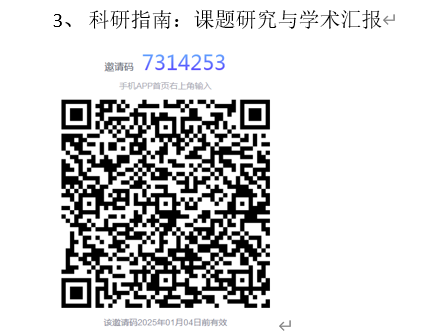 3、 科研指南：课题研究与学术汇报
邀请码 7314253
手机APP首页右上角输入
该邀请码2025年01月04日前有效